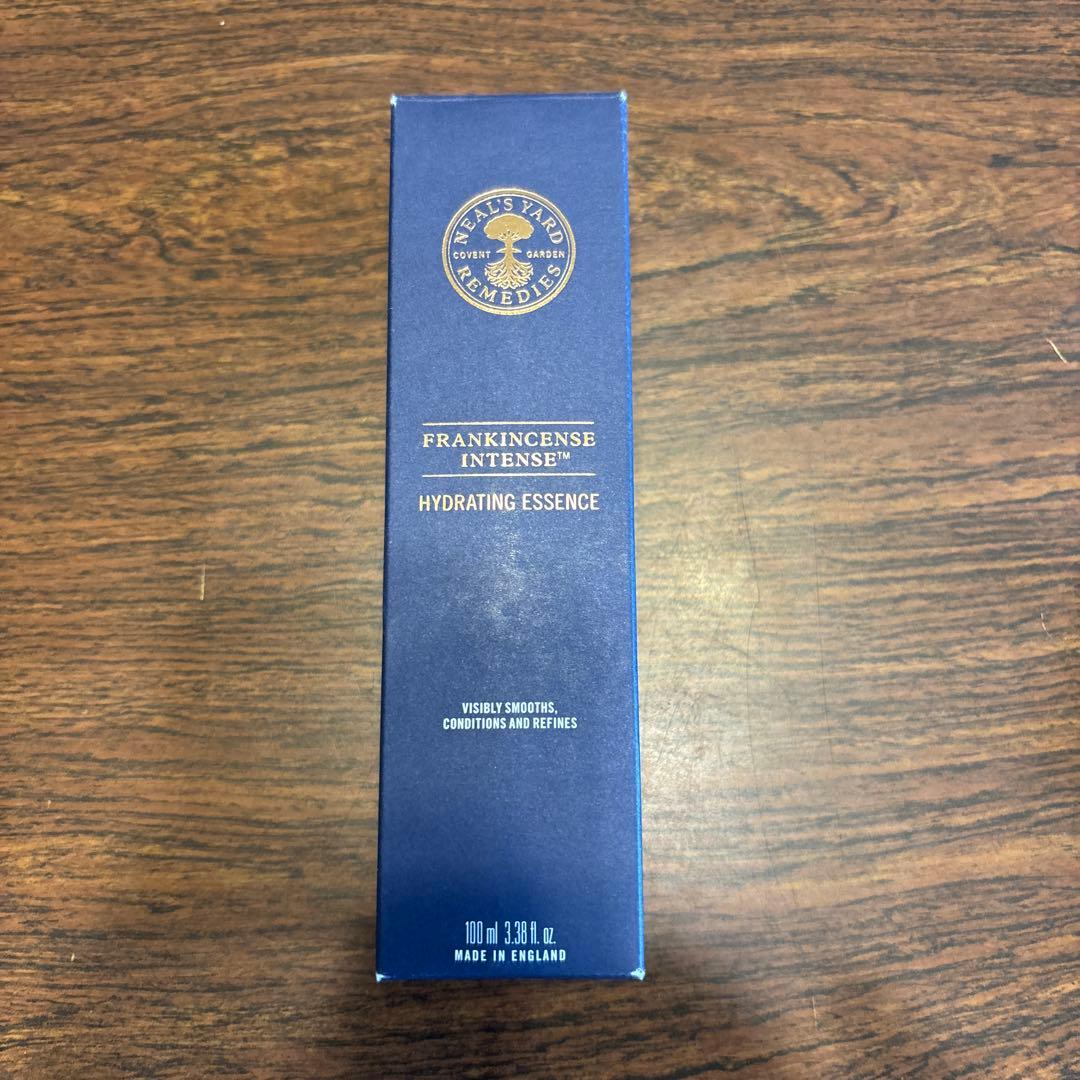 NEAL'S YARD
COVENT GARDEN
REMEDIES
FRANKINCENSE
INTENSE™
HYDRATING ESSENCE
VISIBLY SMOOTHS,
CONDITIONS AND REFINES
100 ml 3.38 fl. oz.
MADE IN ENGLAND